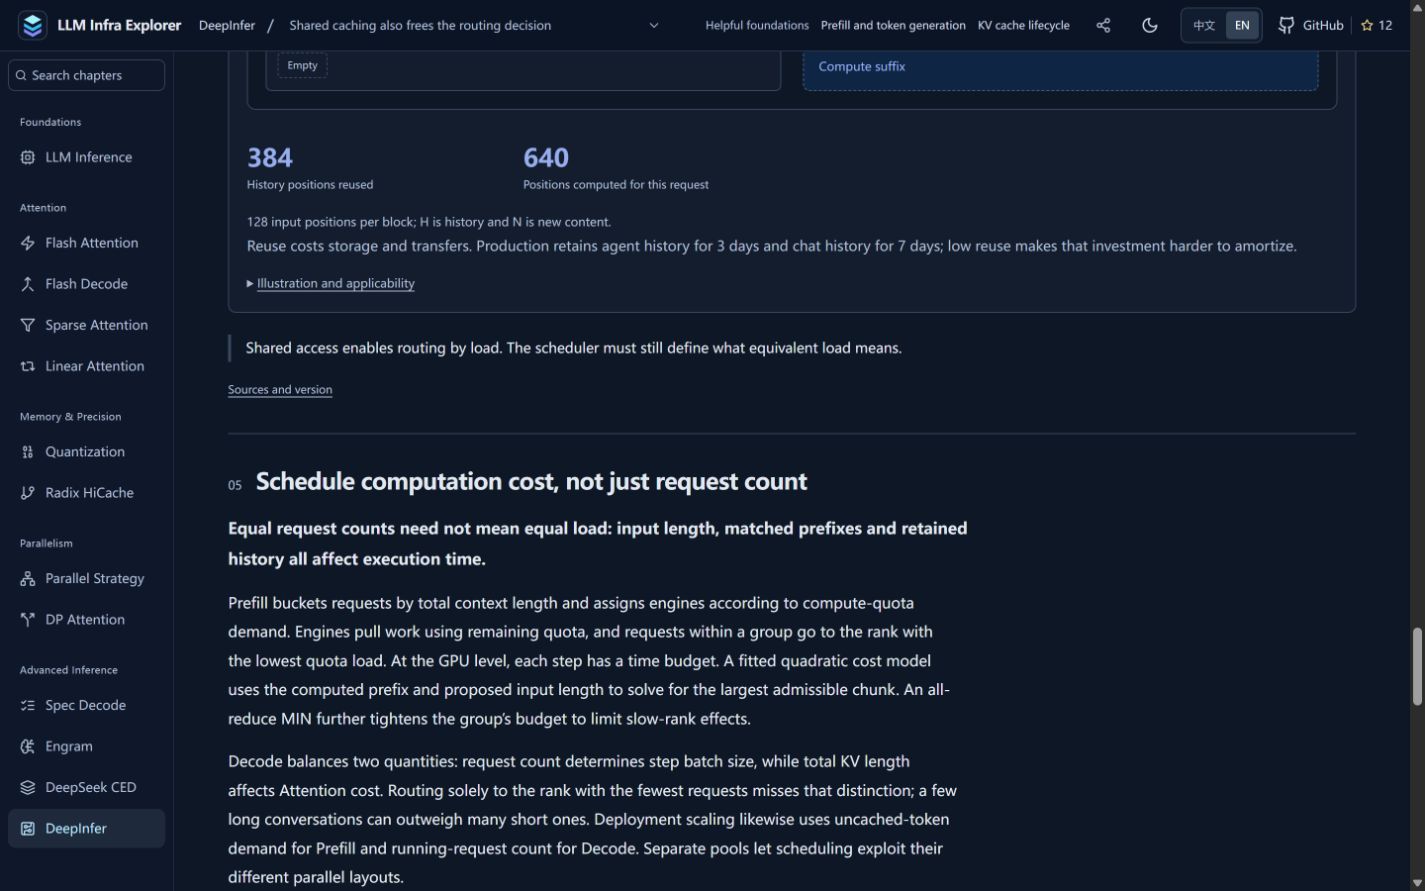 LLM Infra Explorer
DeepInfer / Shared caching also frees the routing decision
Helpful foundations Prefill and token generation KV cache lifecycle
中文 EN
GitHub
12
Search chapters
Foundations
LLM Inference
Attention
Flash Attention
Flash Decode
Sparse Attention
Linear Attention
Memory & Precision
Quantization
Radix HiCache
Parallelism
Parallel Strategy
DP Attention
Advanced Inference
Spec Decode
Engram
DeepSeek CED
DeepInfer
Empty
Compute suffix
384
History positions reused
640
Positions computed for this request
128 input positions per block; H is history and N is new content.
Reuse costs storage and transfers. Production retains agent history for 3 days and chat history for 7 days; low reuse makes that investment harder to amortize.
Illustration and applicability
Shared access enables routing by load. The scheduler must still define what equivalent load means.
Sources and version
05 Schedule computation cost, not just request count
Equal request counts need not mean equal load: input length, matched prefixes and retained
history all affect execution time.
Prefill buckets requests by total context length and assigns engines according to compute-quota
demand. Engines pull work using remaining quota, and requests within a group go to the rank with
the lowest quota load. At the GPU level, each step has a time budget. A fitted quadratic cost model
uses the computed prefix and proposed input length to solve for the largest admissible chunk. An all-
reduce MIN further tightens the group's budget to limit slow-rank effects.
Decode balances two quantities: request count determines step batch size, while total KV length
affects Attention cost. Routing solely to the rank with the fewest requests misses that distinction; a few
long conversations can outweigh many short ones. Deployment scaling likewise uses uncached-token
demand for Prefill and running-request count for Decode. Separate pools let scheduling exploit their
different parallel layouts.